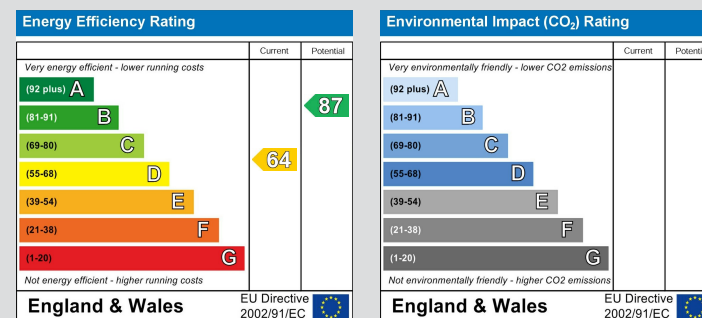 Energy Efficiency Rating
Current Potential
Very energy efficient - lower running costs
(92 plus) A
(81-91) B
(69-80) C
(55-68) D
(39-54) E
(21-38) F
(1-20) G
87
64
Not energy efficient - higher running costs
England & Wales
EU Directive
2002/91/EC
Environmental Impact (CO₂) Rating
Current Potenti
Very environmentally friendly - lower CO2 emissions
(92 plus) A
(81-91) B
(69-80) C
(55-68) D
(39-54) E
(21-38) F
(1-20) G
Not environmentally friendly - higher CO2 emissions
England & Wales
EU Directive
2002/91/EC